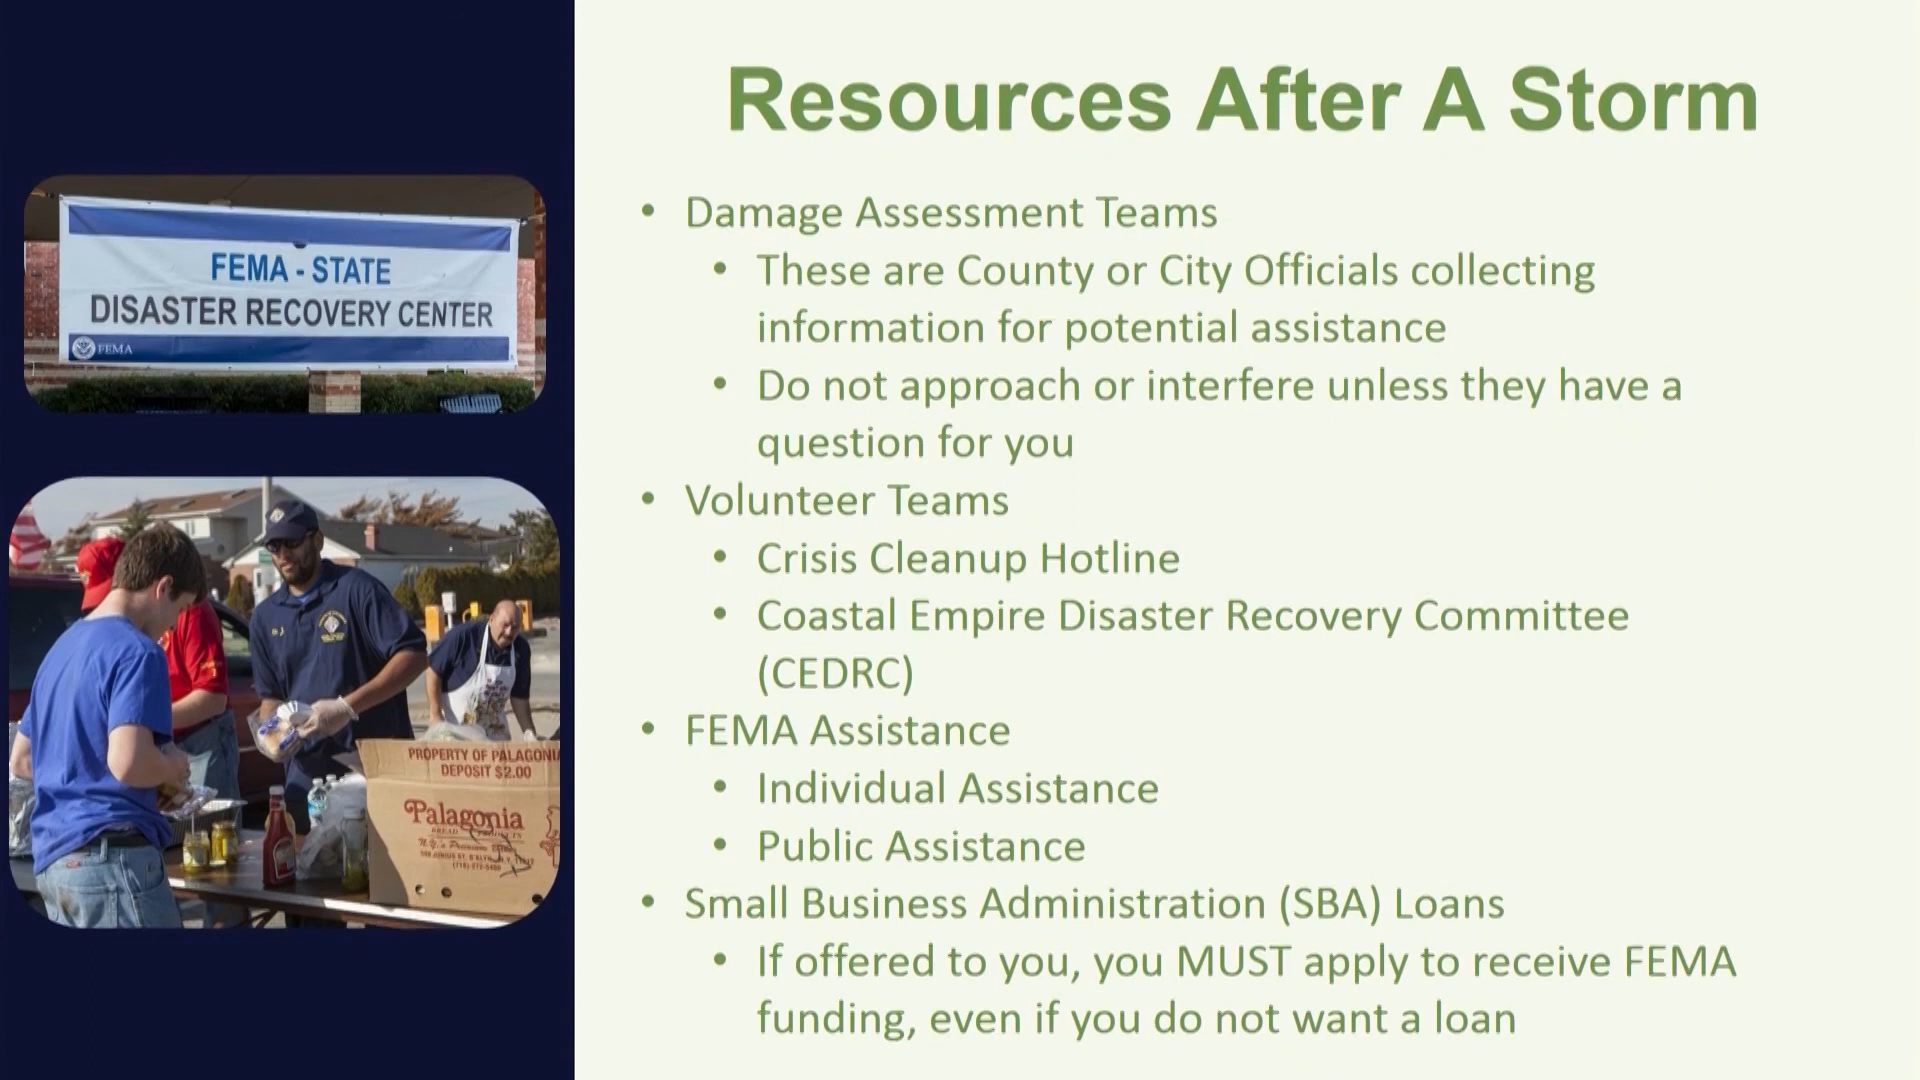 Resources After A Storm
• Damage Assessment Teams
• These are County or City Officials collecting
information for potential assistance
• Do not approach or interfere unless they have a
question for you
• Volunteer Teams
• Crisis Cleanup Hotline
• Coastal Empire Disaster Recovery Committee
(CEDRC)
• FEMA Assistance
• Individual Assistance
• Public Assistance
• Small Business Administration (SBA) Loans
• If offered to you, you MUST apply to receive FEMA
funding, even if you do not want a loan
FEMA - STATE
DISASTER RECOVERY CENTER
FEMA
PROPERTY OF PALAGONIA
DEPOSIT $2.00
Palagonia
BREAD PRODUCTS